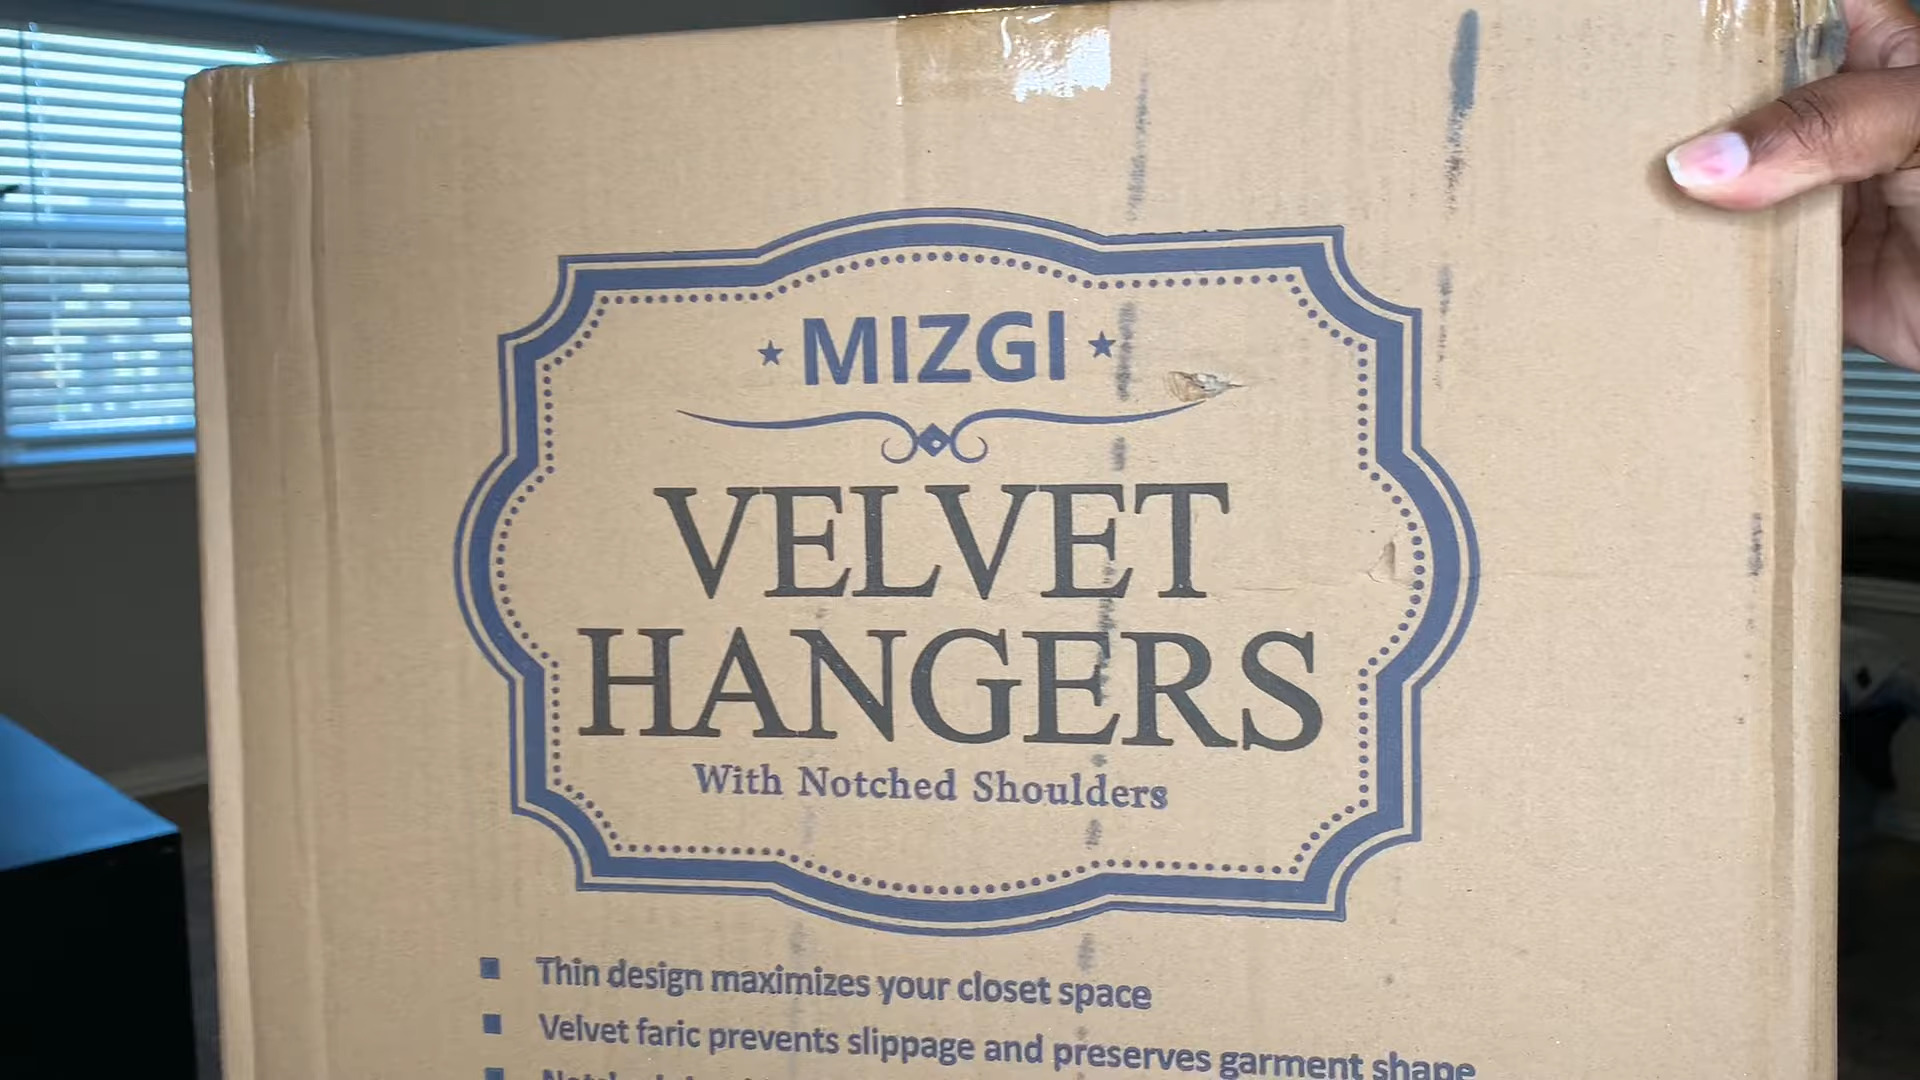 MIZGI
VELVET
HANGERS
With Notched Shoulders
Thin design maximizes your closet space
Velvet faric prevents slippage and preserves garment shape